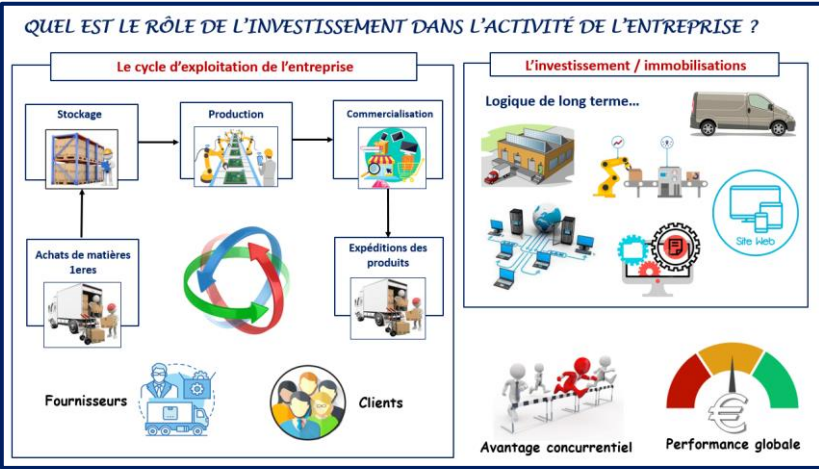 QUEL EST LE RÔLE DE L'INVESTISSEMENT DANS L'ACTIVITÉ DE L'ENTREPRISE ?
Le cycle d'exploitation de l'entreprise
Stockage
Production
Commercialisation
Achats de matières
1eres
Expéditions des
produits
Fournisseurs
Clients
L'investissement / immobilisations
Logique de long terme…
Site Web
Avantage concurrentiel
Performance globale